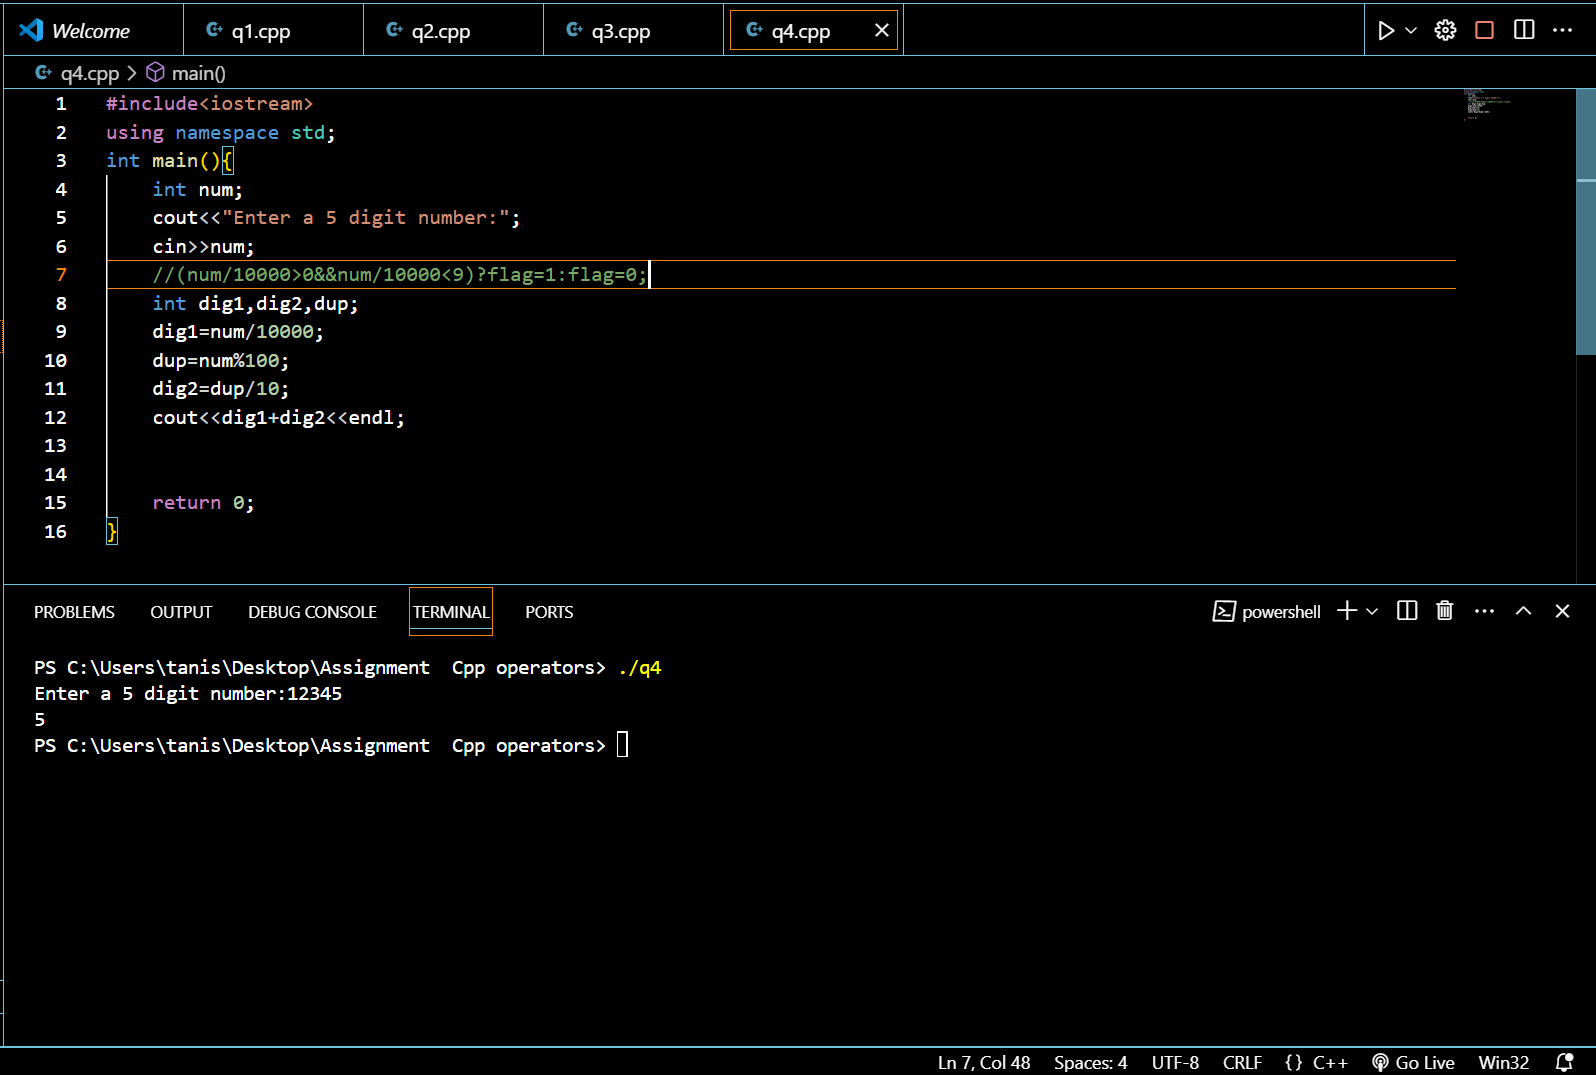 Welcome q1.cpp q2.cpp q3.cpp q4.cpp
q4.cpp > main()
1 #include<iostream>
2 using namespace std;
3 int main(){
4 int num;
5 cout<<"Enter a 5 digit number:";
6 cin>>num;
7 //(num/10000>0&&num/10000<9)?flag=1:flag=0;
8 int dig1,dig2,dup;
9 dig1=num/10000;
10 dup=num%100;
11 dig2=dup/10;
12 cout<<dig1+dig2<<endl;
13
14
15 return 0;
16 }
PROBLEMS OUTPUT DEBUG CONSOLE TERMINAL PORTS powershell
PS C:\Users\tanis\Desktop\Assignment  Cpp operators> ./q4
Enter a 5 digit number:12345
5
PS C:\Users\tanis\Desktop\Assignment  Cpp operators>
Ln 7, Col 48 Spaces: 4 UTF-8 CRLF {} C++ Go Live Win32